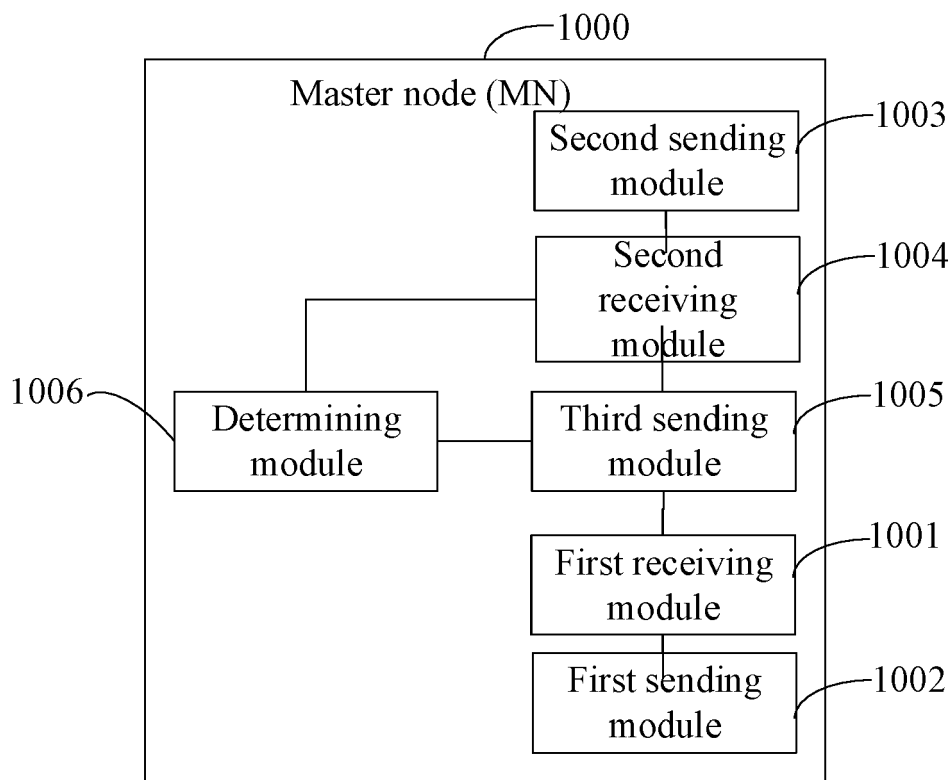 1000
Master node (MN)
1003
Second sending
module
1004
Second
receiving
module
1006
Determining
module
1005
Third sending
module
1001
First receiving
module
1002
First sending
module